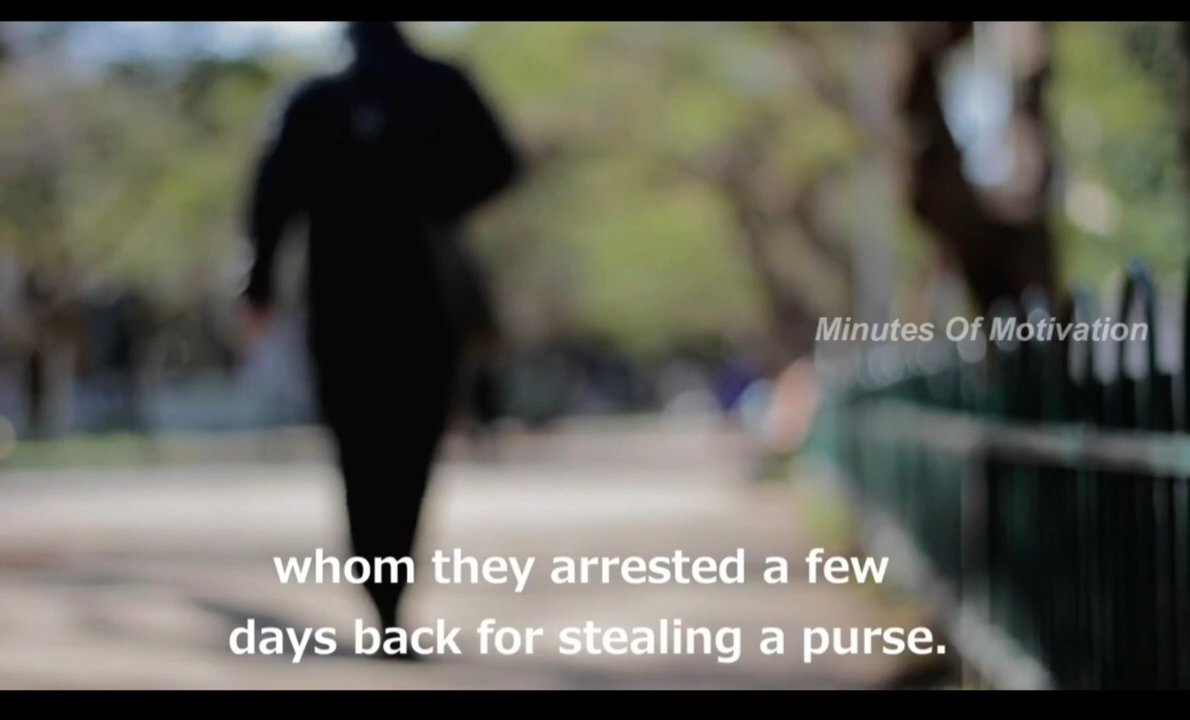 Minutes Of Motivation
whom they arrested a few
days back for stealing a purse.